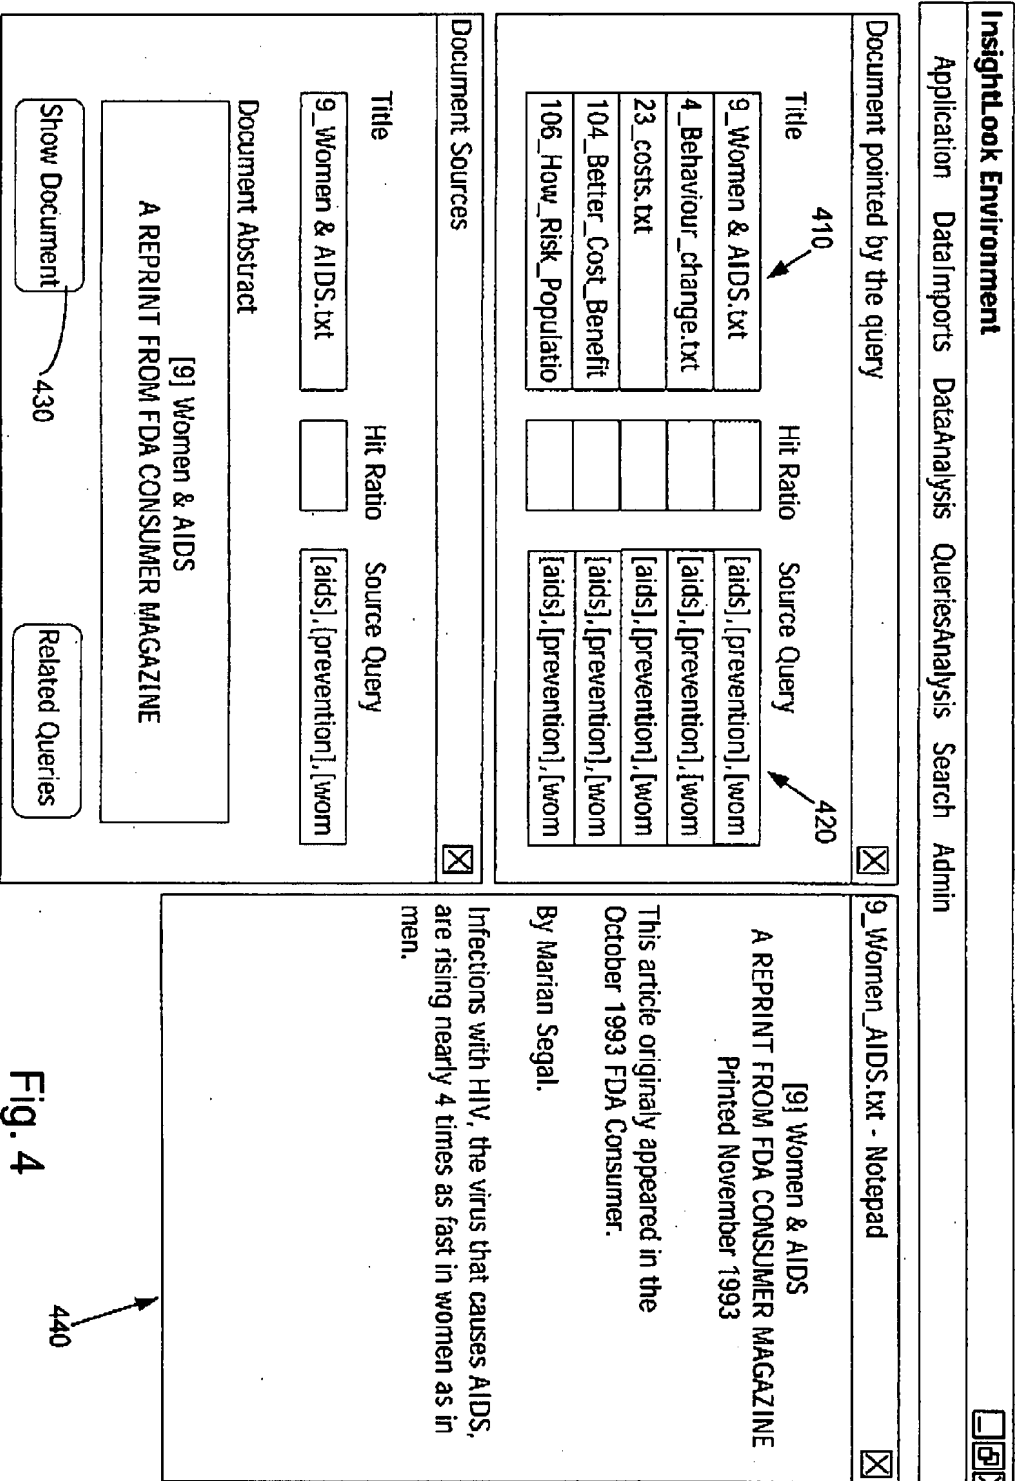 InsightLook Environment
Application DataImports DataAnalysis QueriesAnalysis Search Admin
Document pointed by the query
410
420
Title Hit Ratio Source Query
9_Women & AIDS.txt [aids],[prevention],[wom
4_Behaviour_change.txt [aids],[prevention],[wom
23_costs.txt [aids],[prevention],[wom
104_Better_Cost_Benefit [aids],[prevention],[wom
106_How_Risk_Populatio [aids],[prevention],[wom
Document Sources
Title Hit Ratio Source Query
9_Women & AIDS.txt [aids],[prevention],[wom
Document Abstract
[9] Women & AIDS
A REPRINT FROM FDA CONSUMER MAGAZINE
Show Document
430
Related Queries
9_Women_AIDS.txt - Notepad
[9] Women & AIDS
A REPRINT FROM FDA CONSUMER MAGAZINE
Printed November 1993
This article originaly appeared in the
October 1993 FDA Consumer.
By Marian Segal.
Infections with HIV, the virus that causes AIDS,
are rising nearly 4 times as fast in women as in
men.
440
Fig. 4